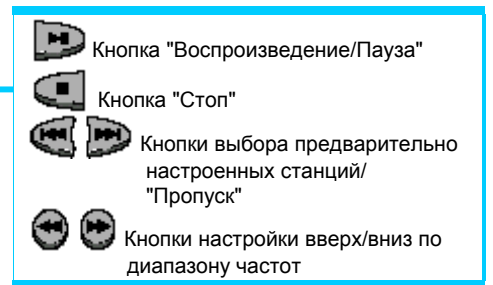 Кнопка "Воспроизведение/Пауза"
Кнопка "Стоп"
Кнопки выбора предварительно
настроенных станций/
"Пропуск"
Кнопки настройки вверх/вниз по
диапазону частот